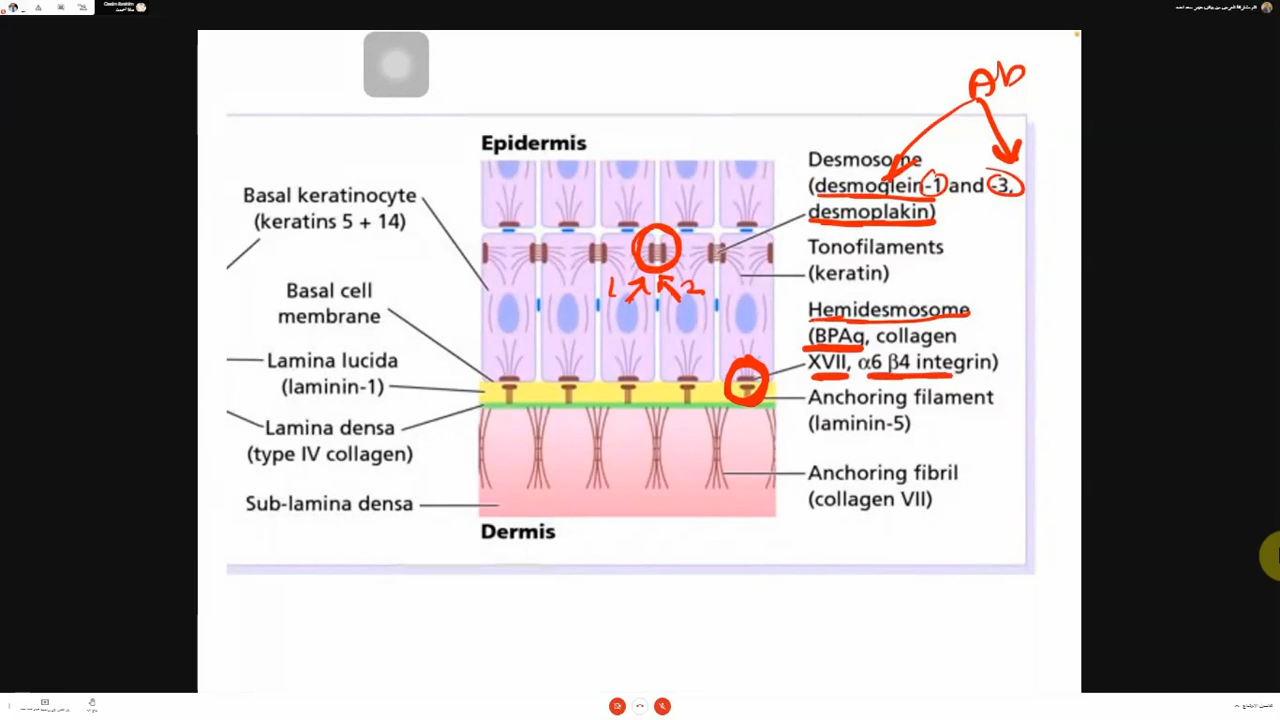 Qasim Ibrahim
Ab
Epidermis
Desmosome
(desmoglein-1 and -3,
desmoplakin)
Basal keratinocyte
(keratins 5 + 14)
Tonofilaments
(keratin)
1 2
Basal cell
membrane
Hemidesmosome
(BPAg, collagen
XVII, α6 β4 integrin)
Lamina lucida
(laminin-1)
Anchoring filament
(laminin-5)
Lamina densa
(type IV collagen)
Anchoring fibril
(collagen VII)
Sub-lamina densa
Dermis